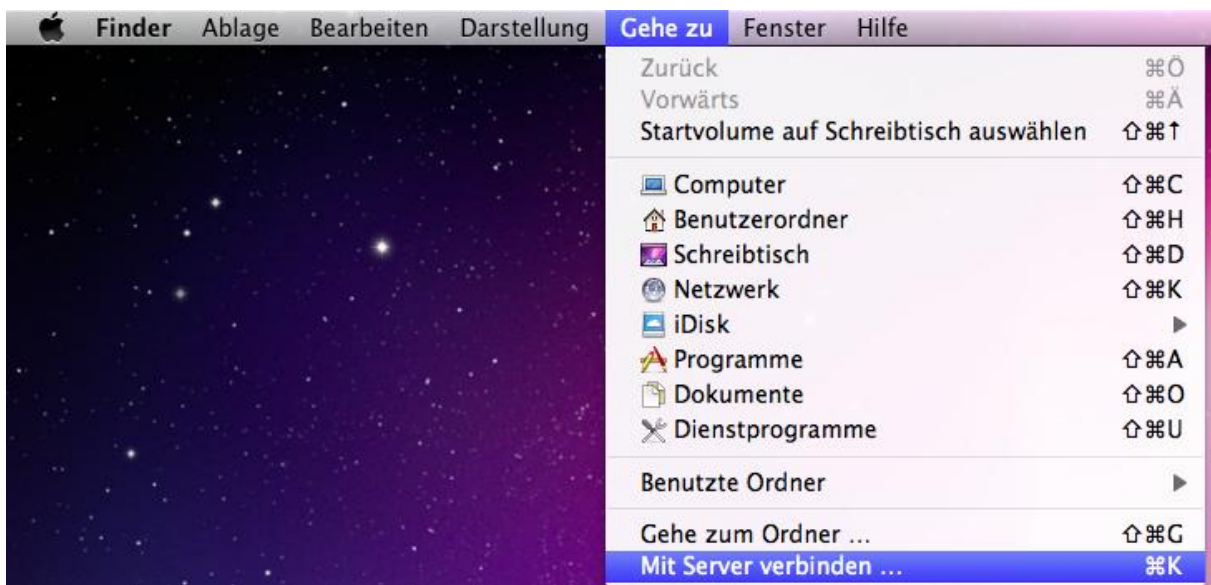 Finder Ablage Bearbeiten Darstellung Gehe zu Fenster Hilfe
Zurück ⌘Ö
Vorwärts ⌘Ä
Startvolume auf Schreibtisch auswählen ⇧⌘↑
Computer ⇧⌘C
Benutzerordner ⇧⌘H
Schreibtisch ⇧⌘D
Netzwerk ⇧⌘K
iDisk
Programme ⇧⌘A
Dokumente ⇧⌘O
Dienstprogramme ⇧⌘U
Benutzte Ordner
Gehe zum Ordner ... ⇧⌘G
Mit Server verbinden ... ⌘K